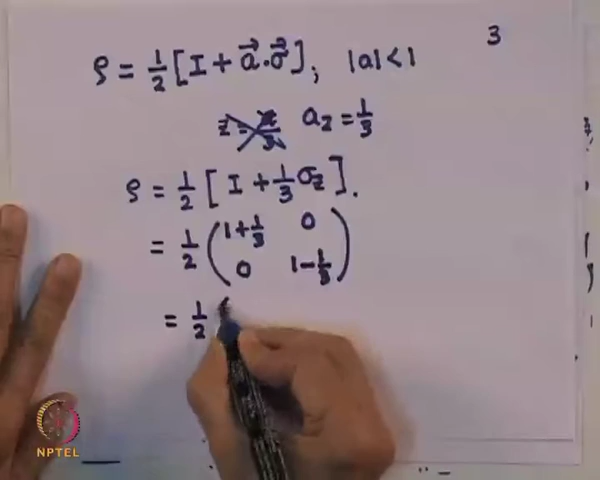 3
ρ = 1/2 [I + a⃗·σ⃗]; |a| < 1
a_z = 1/3
ρ = 1/2 [I + 1/3 σ_z].
= 1/2 (1+1/3 0
0 1-1/3)
= 1/2 (
NPTEL